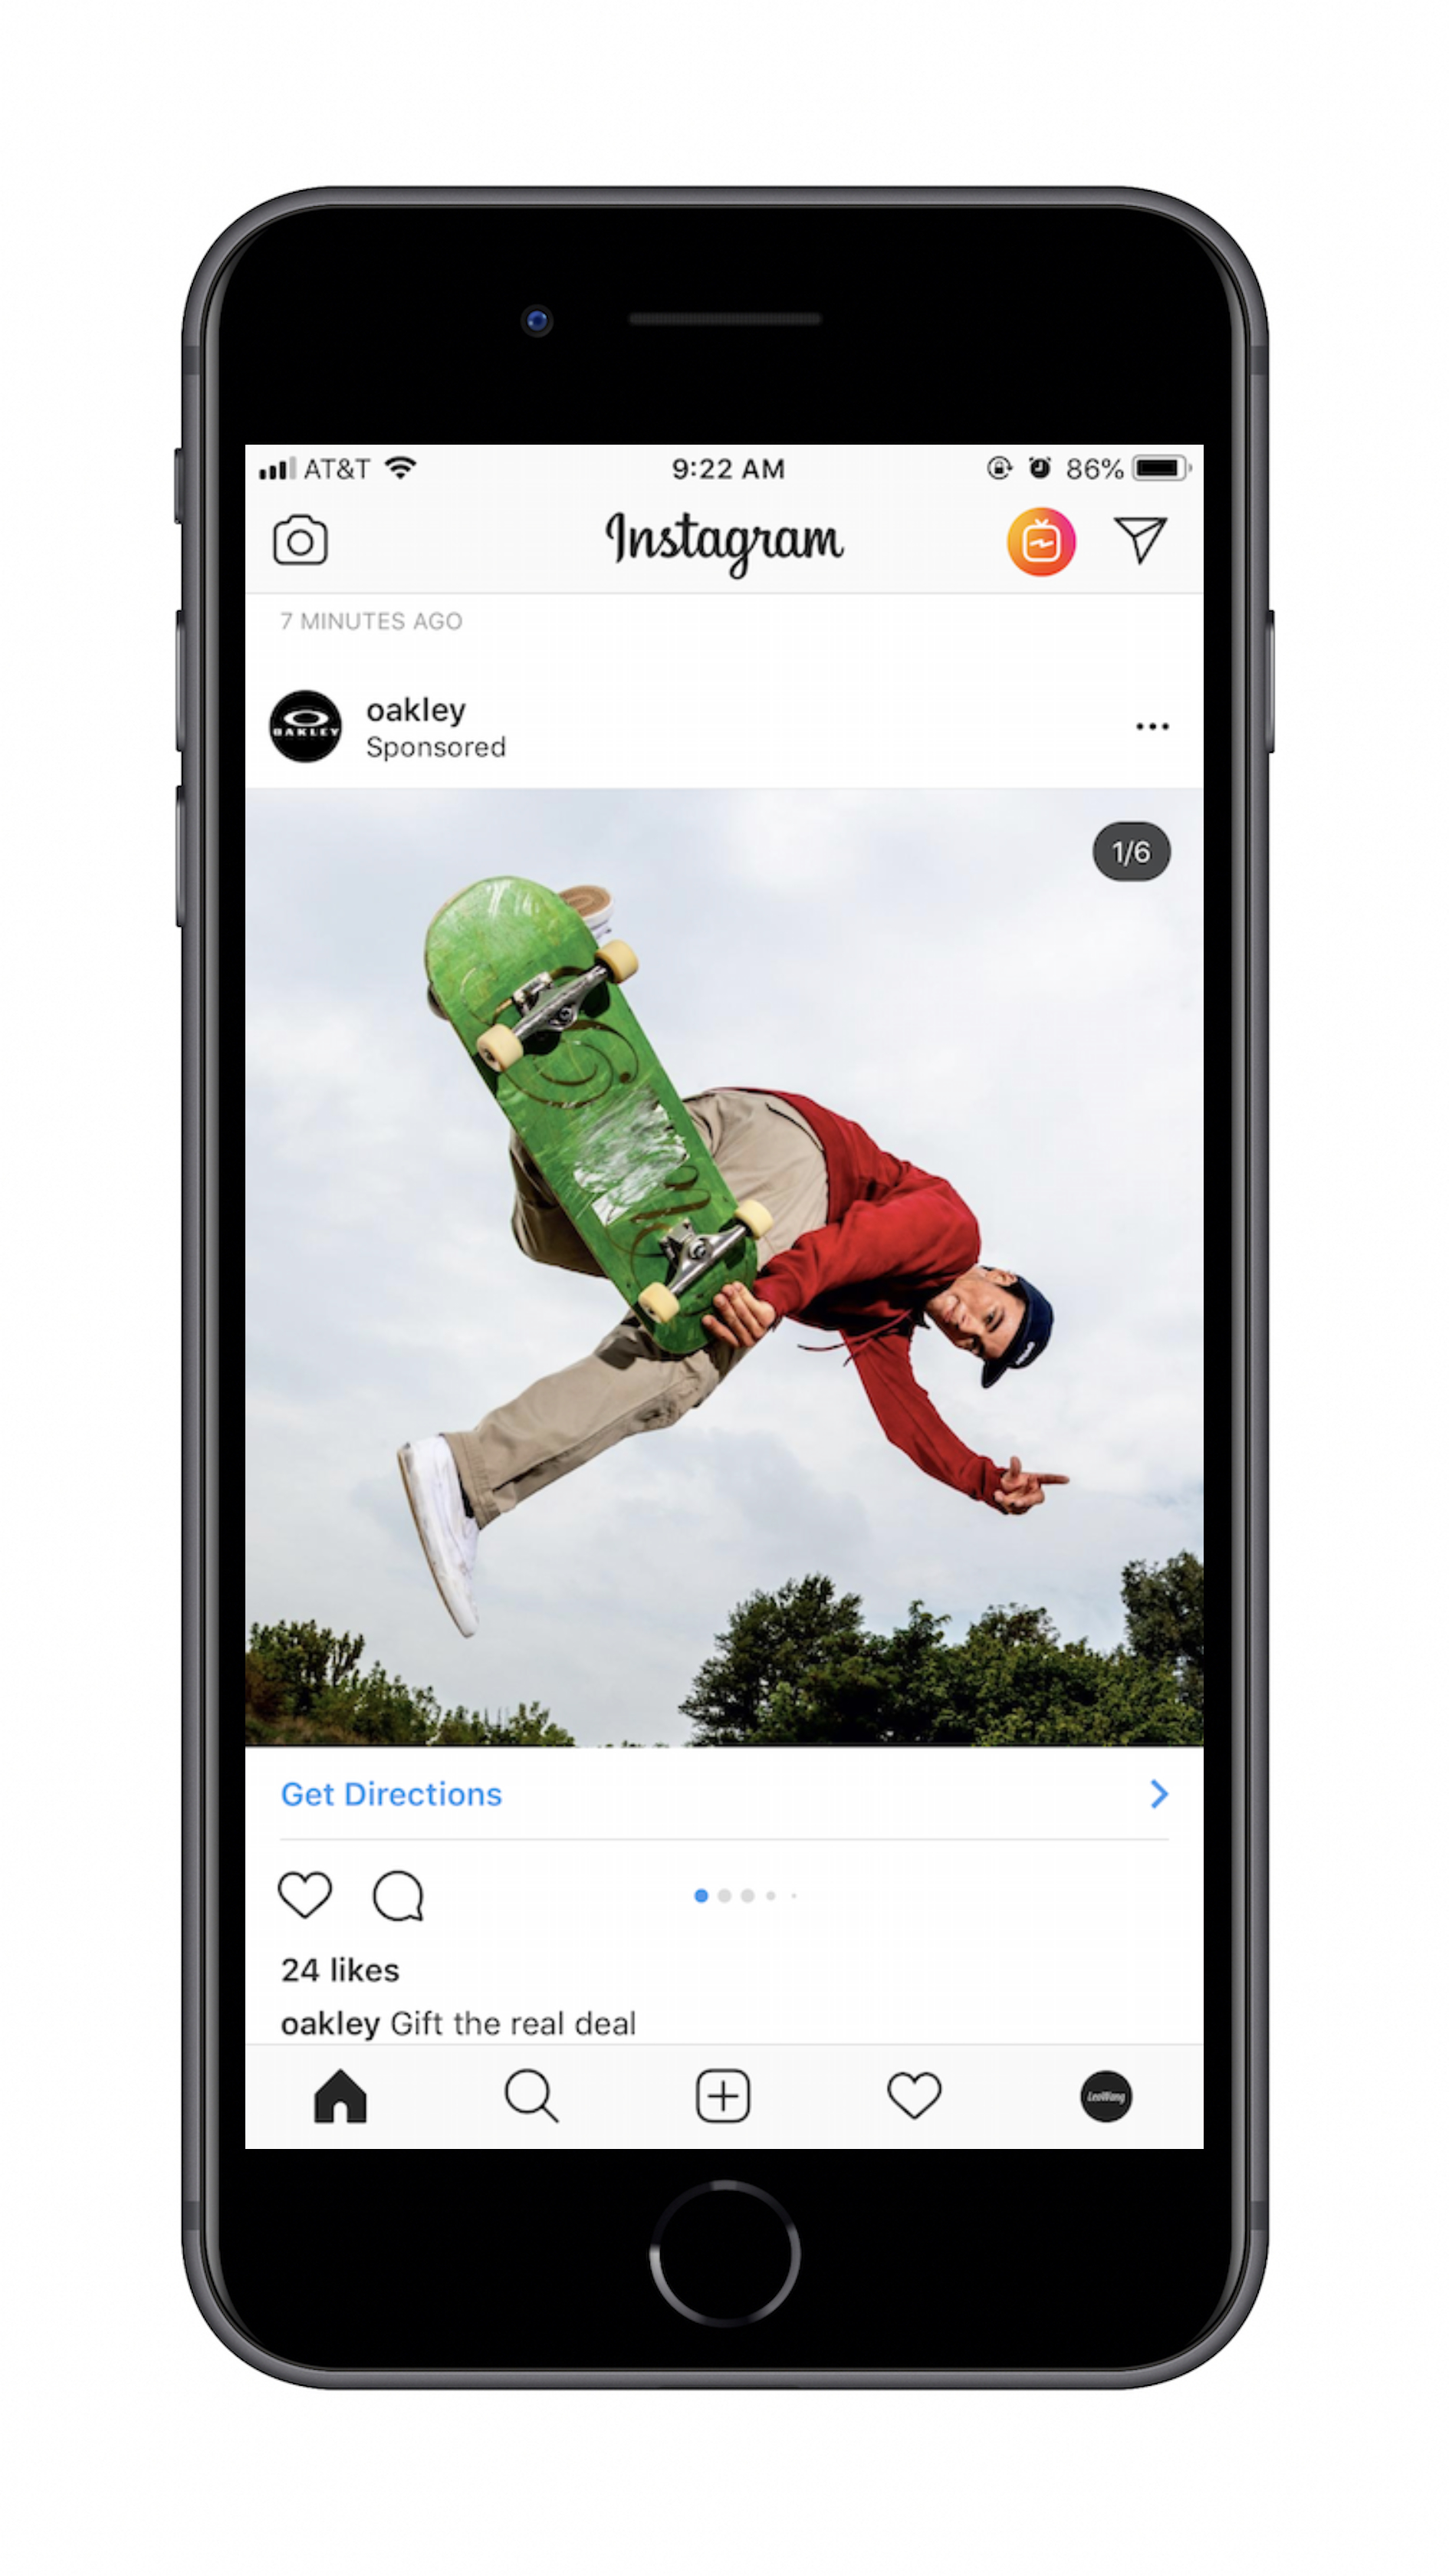 AT&T 9:22 AM 86%
Instagram
7 MINUTES AGO
oakley
OAKLEY
Sponsored
1/6
Get Directions
24 likes
oakley Gift the real deal
LeoWang